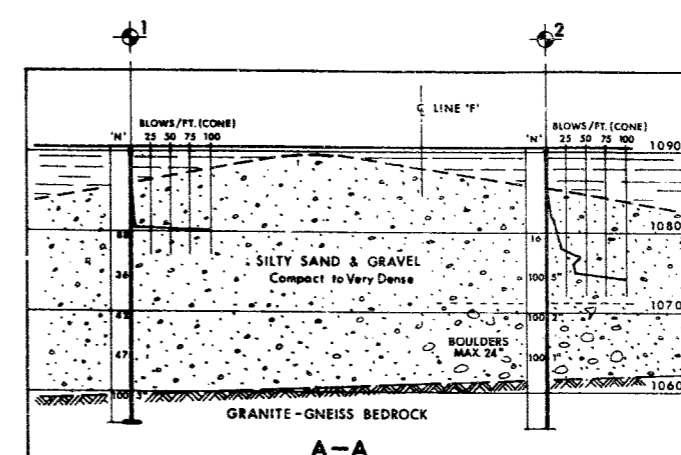 1
2
℄ LINE 'F'
BLOWS/FT. (CONE)
'N' 25 50 75 100
BLOWS/FT. (CONE)
'N' 25 50 75 100
1090
1080
16
SILTY SAND & GRAVEL
36
Compact to Very Dense
100 5"
1070
100 2"
BOULDERS
MAX. 24"
47
100 1"
1060
100 3"
GRANITE-GNEISS BEDROCK
A—A